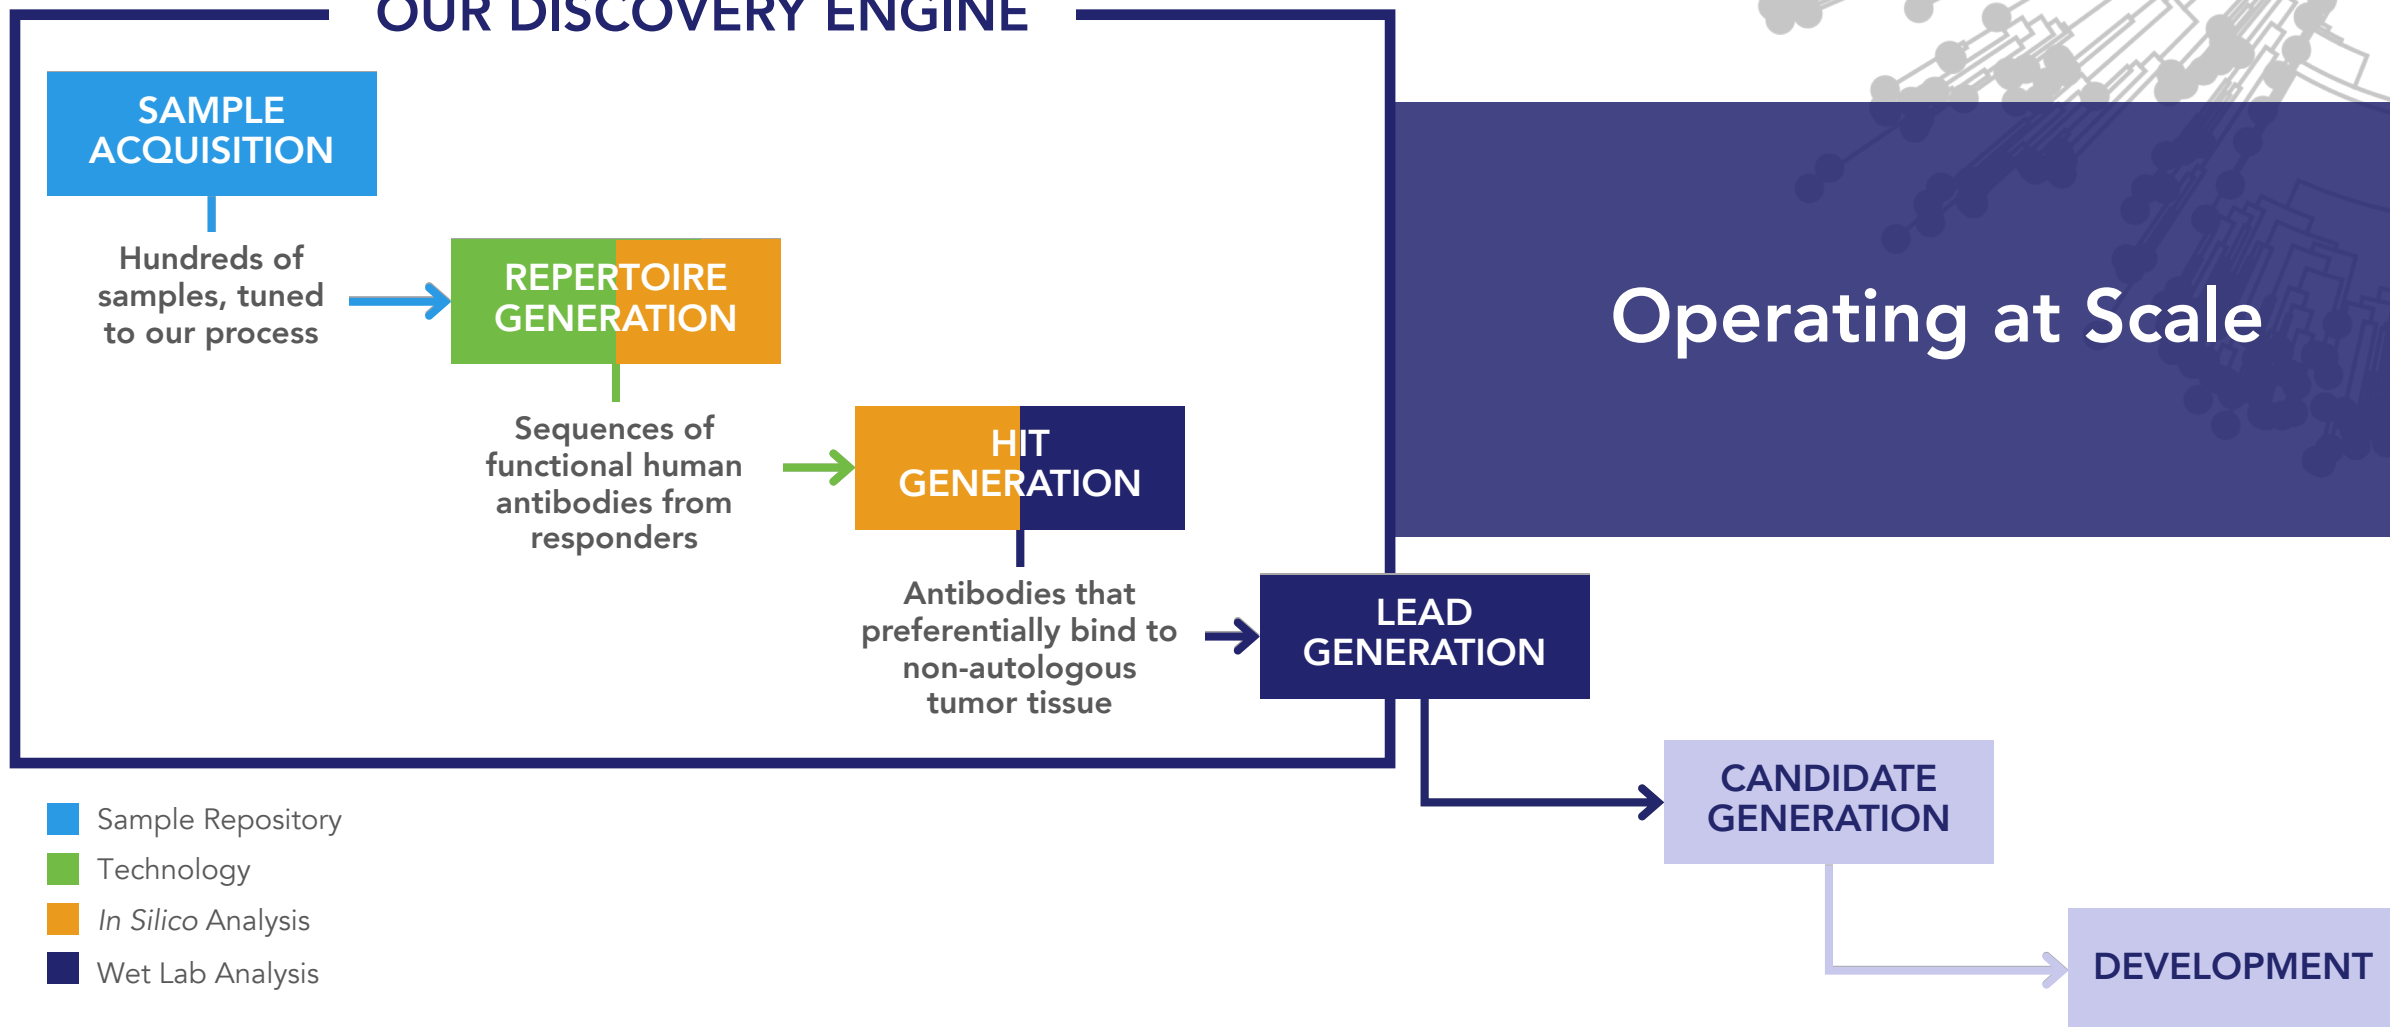 OUR DISCOVERY ENGINE
SAMPLE
ACQUISITION
Hundreds of
samples, tuned
to our process
REPERTOIRE
GENERATION
Sequences of
functional human
antibodies from
responders
HIT
GENERATION
Antibodies that
preferentially bind to
non-autologous
tumor tissue
LEAD
GENERATION
Operating at Scale
CANDIDATE
GENERATION
DEVELOPMENT
Sample Repository
Technology
In Silico Analysis
Wet Lab Analysis